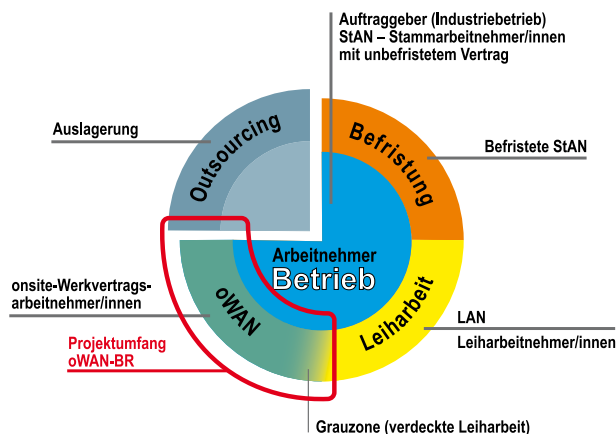 Auftraggeber (Industriebetrieb)
StAN – Stammarbeitnehmer/innen
mit unbefristetem Vertrag
Auslagerung
Outsourcing
Befristung
Befristete StAN
Arbeitnehmer
Betrieb
onsite-Werkvertrags-
arbeitnehmer/innen
oWAN
Leiharbeit
LAN
Leiharbeitnehmer/innen
Projektumfang
oWAN-BR
Grauzone (verdeckte Leiharbeit)